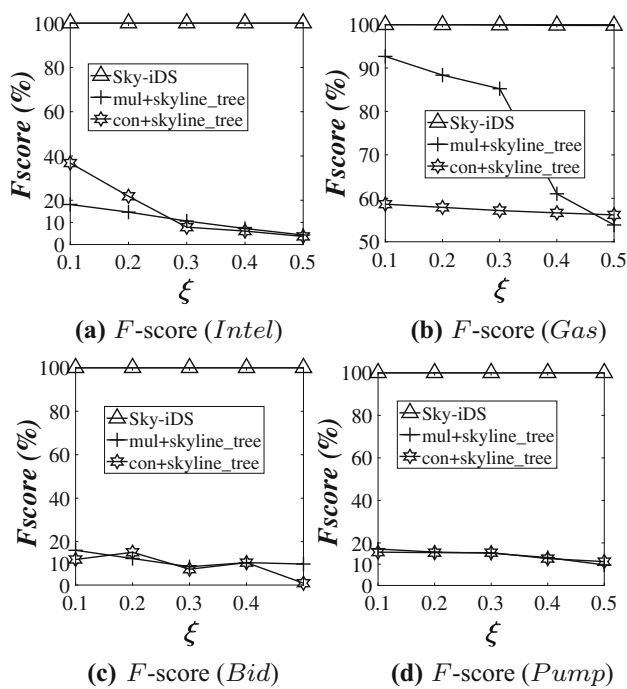 100
80
60
40
20
10
0
Fscore (%)
Sky-iDS
mul+skyline_tree
con+skyline_tree
0.1 0.2 0.3 0.4 0.5
ξ
(a) F-score (Intel)
100
90
80
70
60
50
Fscore (%)
Sky-iDS
mul+skyline_tree
con+skyline_tree
0.1 0.2 0.3 0.4 0.5
ξ
(b) F-score (Gas)
100
80
60
40
20
10
0
Fscore (%)
Sky-iDS
mul+skyline_tree
con+skyline_tree
0.1 0.2 0.3 0.4
ξ
(c) F-score (Bid)
100
80
60
40
20
10
0
Fscore (%)
Sky-iDS
mul+skyline_tree
con+skyline_tree
0.1 0.2 0.3 0.4 0.5
ξ
(d) F-score (Pump)